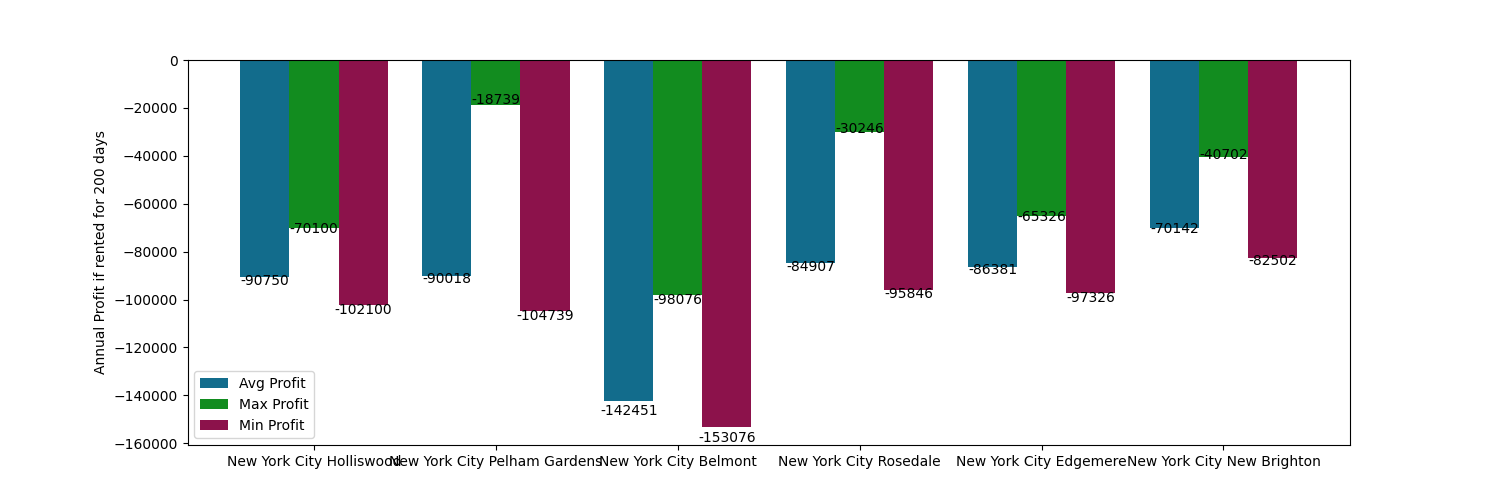 0
−20000
−40000
−60000
−80000
−100000
−120000
−140000
−160000
Annual Profit if rented for 200 days
-90750
-70100
-102100
-90018
-18739
-104739
-142451
-98076
-153076
-84907
-30246
-95846
-86381
-65326
-97326
-70142
-40702
-82502
Avg Profit
Max Profit
Min Profit
New York City Holliswood
New York City Pelham Gardens
New York City Belmont
New York City Rosedale
New York City Edgemere
New York City New Brighton